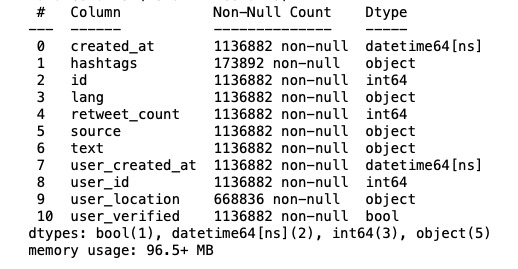 #   Column           Non-Null Count    Dtype
---  ------           --------------    -----
0   created_at       1136882 non-null  datetime64[ns]
1   hashtags         173892 non-null   object
2   id               1136882 non-null  int64
3   lang             1136882 non-null  object
4   retweet_count    1136882 non-null  int64
5   source           1136882 non-null  object
6   text             1136882 non-null  object
7   user_created_at  1136882 non-null  datetime64[ns]
8   user_id          1136882 non-null  int64
9   user_location    668836 non-null   object
10  user_verified    1136882 non-null  bool
dtypes: bool(1), datetime64[ns](2), int64(3), object(5)
memory usage: 96.5+ MB